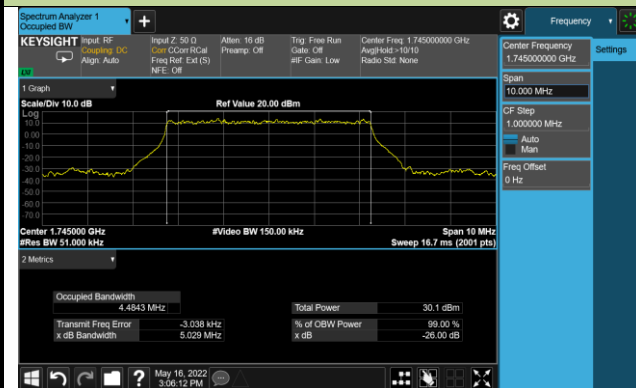 Spectrum Analyzer 1
Occupied BW
Frequency
KEYSIGHT Input: RF Input Z: 50 Ω Atten: 16 dB Trig: Free Run Center Freq: 1.745000000 GHz
Coupling: DC Corr CCorr RCal Preamp: Off Gate: Off Avg|Hold:>10/10
Align: Auto Freq Ref: Ext (S) #IF Gain: Low Radio Std: None
NFE: Off
Center Frequency
1.745000000 GHz
Settings
Span
10.000 MHz
CF Step
1.000000 MHz
Auto
Man
Freq Offset
0 Hz
1 Graph
Scale/Div 10.0 dB Ref Value 20.00 dBm
Log
10.0
0.00
-10.0
-20.0
-30.0
-40.0
-50.0
-60.0
-70.0
Center 1.745000 GHz #Video BW 150.00 kHz Span 10 MHz
#Res BW 51.000 kHz Sweep 16.7 ms (2001 pts)
2 Metrics
Occupied Bandwidth
4.4843 MHz Total Power 30.1 dBm
Transmit Freq Error -3.038 kHz % of OBW Power 99.00 %
x dB Bandwidth 5.029 MHz x dB -26.00 dB
May 16, 2022
3:06:12 PM